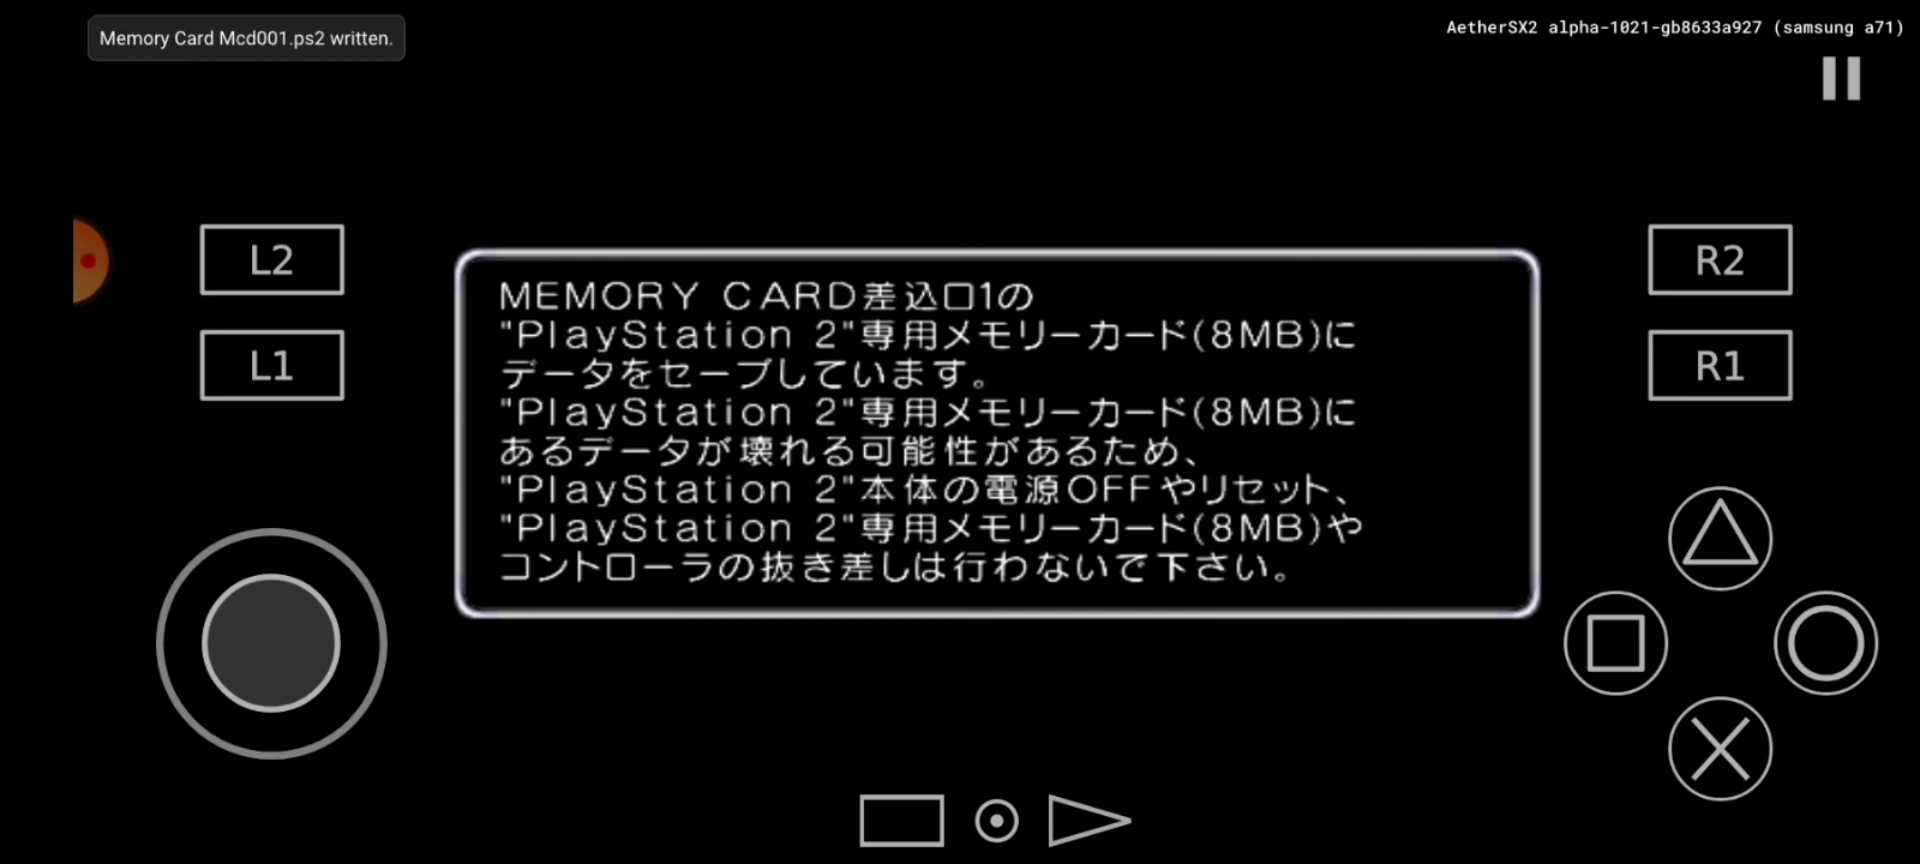 Memory Card Mcd001.ps2 written.
AetherSX2 alpha-1021-gb8633a927 (samsung a71)
L2
R2
L1
R1
MEMORY CARD差込口1の
"PlayStation 2"専用メモリーカード(8MB)に
データをセーブしています。
"PlayStation 2"専用メモリーカード(8MB)に
あるデータが壊れる可能性があるため、
"PlayStation 2"本体の電源OFFやリセット、
"PlayStation 2"専用メモリーカード(8MB)や
コントローラの抜き差しは行わないで下さい。